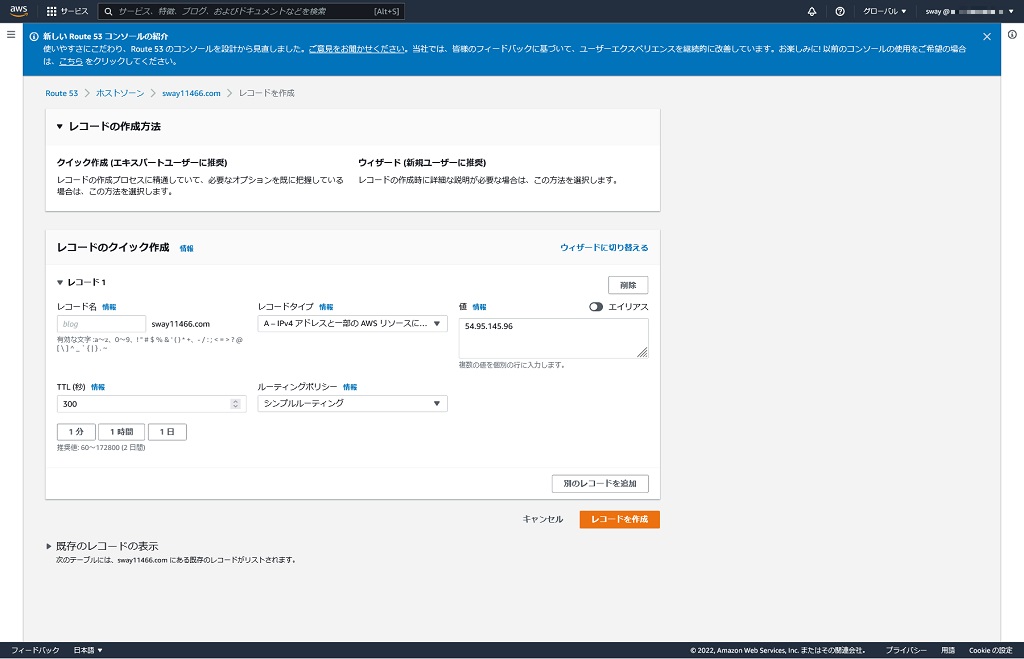 aws サービス サービス、特徴、ブログ、およびドキュメントなどを検索 [Alt+S] グローバル ▼ sway @
新しい Route 53 コンソールの紹介
使いやすさにこだわり、Route 53 のコンソールを設計から見直しました。ご意見をお聞かせください。当社では、皆様のフィードバックに基づいて、ユーザーエクスペリエンスを継続的に改善しています。お楽しみに! 以前のコンソールの使用をご希望の場合
は、こちら をクリックしてください。
Route 53 > ホストゾーン > sway11466.com > レコードを作成
▼ レコードの作成方法
クイック作成 (エキスパートユーザーに推奨)
レコードの作成プロセスに精通していて、必要なオプションを既に把握している
場合は、この方法を選択します。
ウィザード (新規ユーザーに推奨)
レコードの作成時に詳細な説明が必要な場合は、この方法を選択します。
レコードのクイック作成 情報 ウィザードに切り替える
▼ レコード 1 削除
レコード名 情報
blog sway11466.com
有効な文字 :a～z、0～9、! " # $ % & ' ( ) * +、- / : ; < = > ? @
[ \ ] ^ _ ` { | } . ~
レコードタイプ 情報
A – IPv4 アドレスと一部の AWS リソースに... ▼
値 情報 エイリアス
54.95.145.96
複数の値を個別の行に入力します。
TTL (秒) 情報
300
1 分 1 時間 1 日
推奨値: 60～172800 (2 日間)
ルーティングポリシー 情報
シンプルルーティング ▼
別のレコードを追加
キャンセル レコードを作成
▶ 既存のレコードの表示
次のテーブルには、sway11466.com にある既存のレコードがリストされます。
フィードバック 日本語 ▼ © 2022, Amazon Web Services, Inc. またはその関連会社。 プライバシー 用語 Cookie の設定